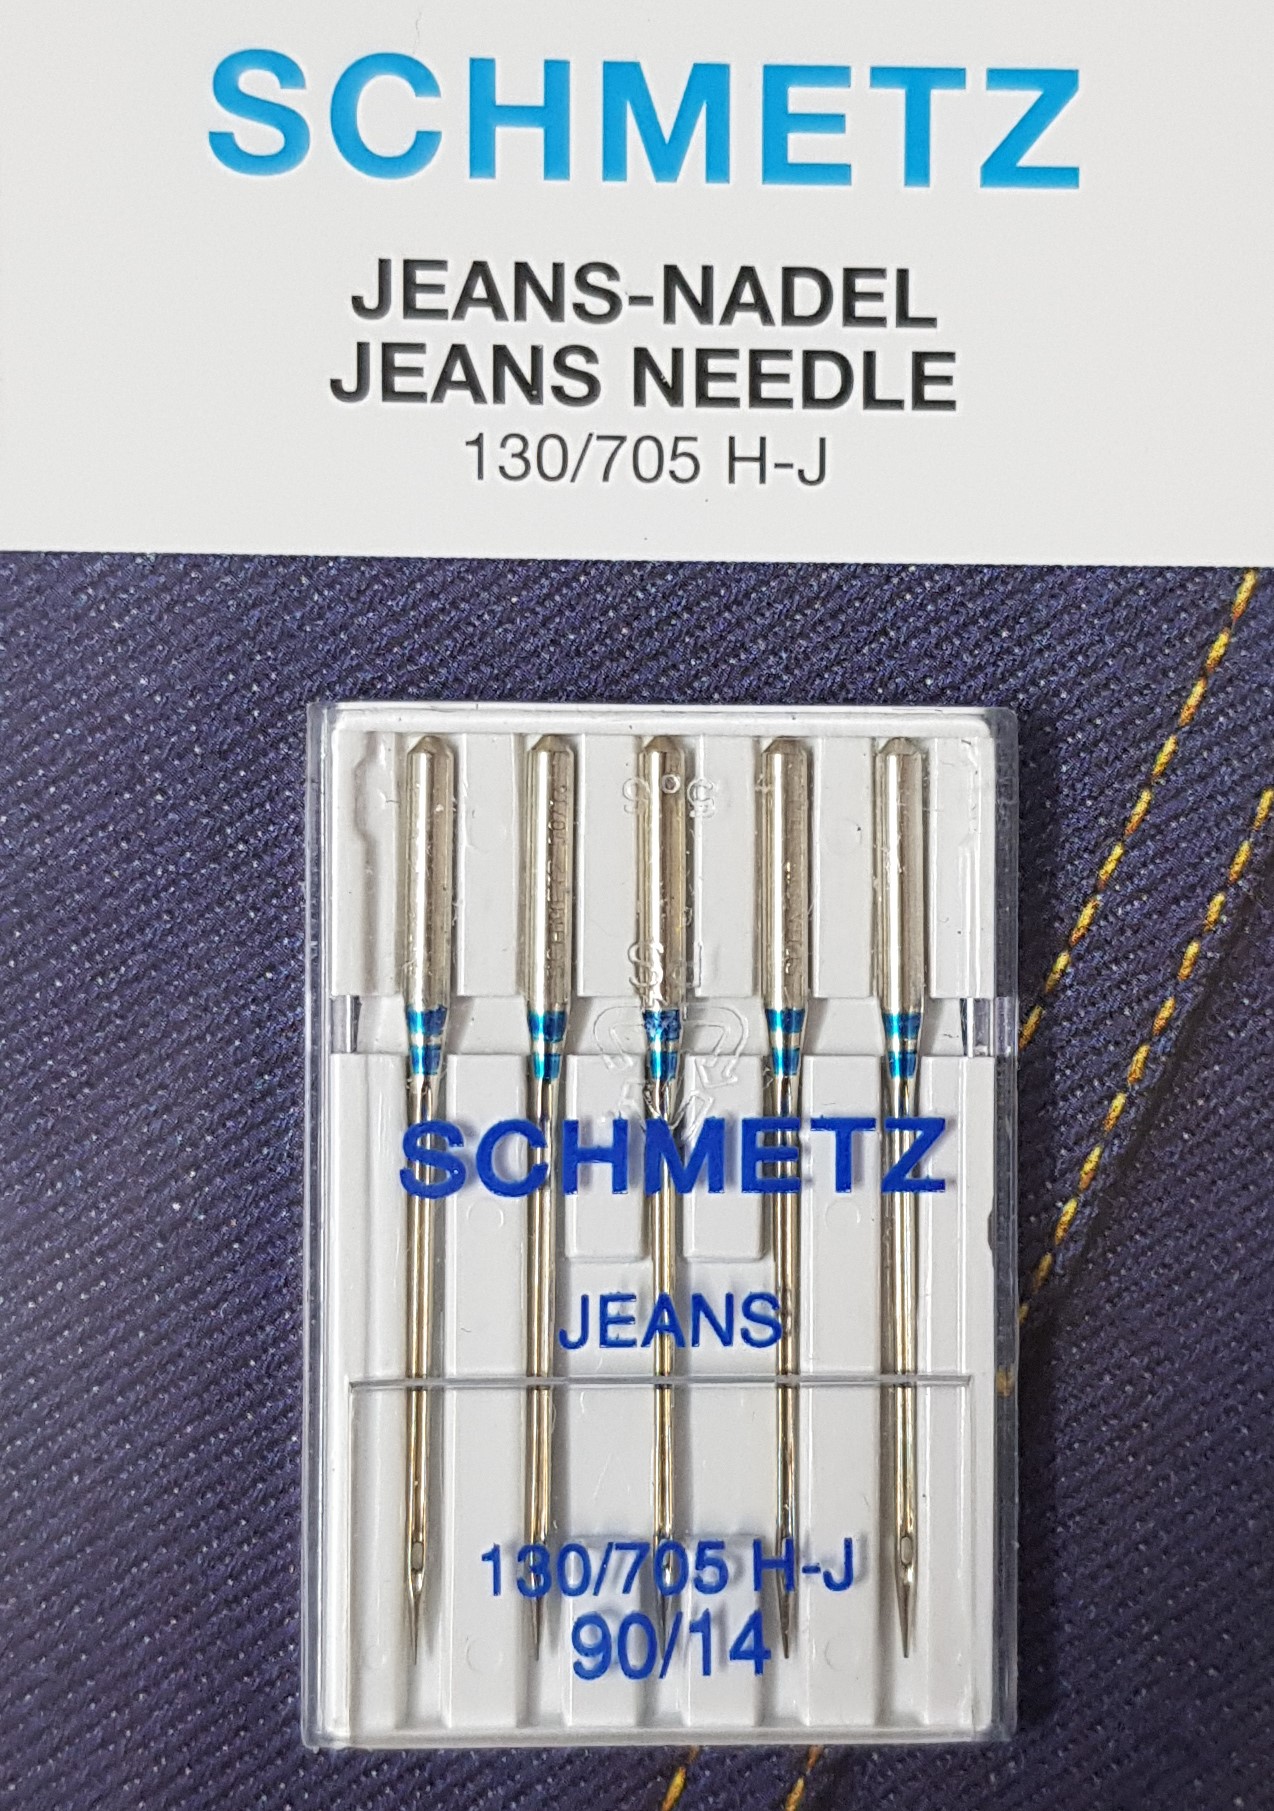 SCHMETZ
JEANS-NADEL
JEANS NEEDLE
130/705 H-J
SCHMETZ
JEANS
130/705 H-J
90/14